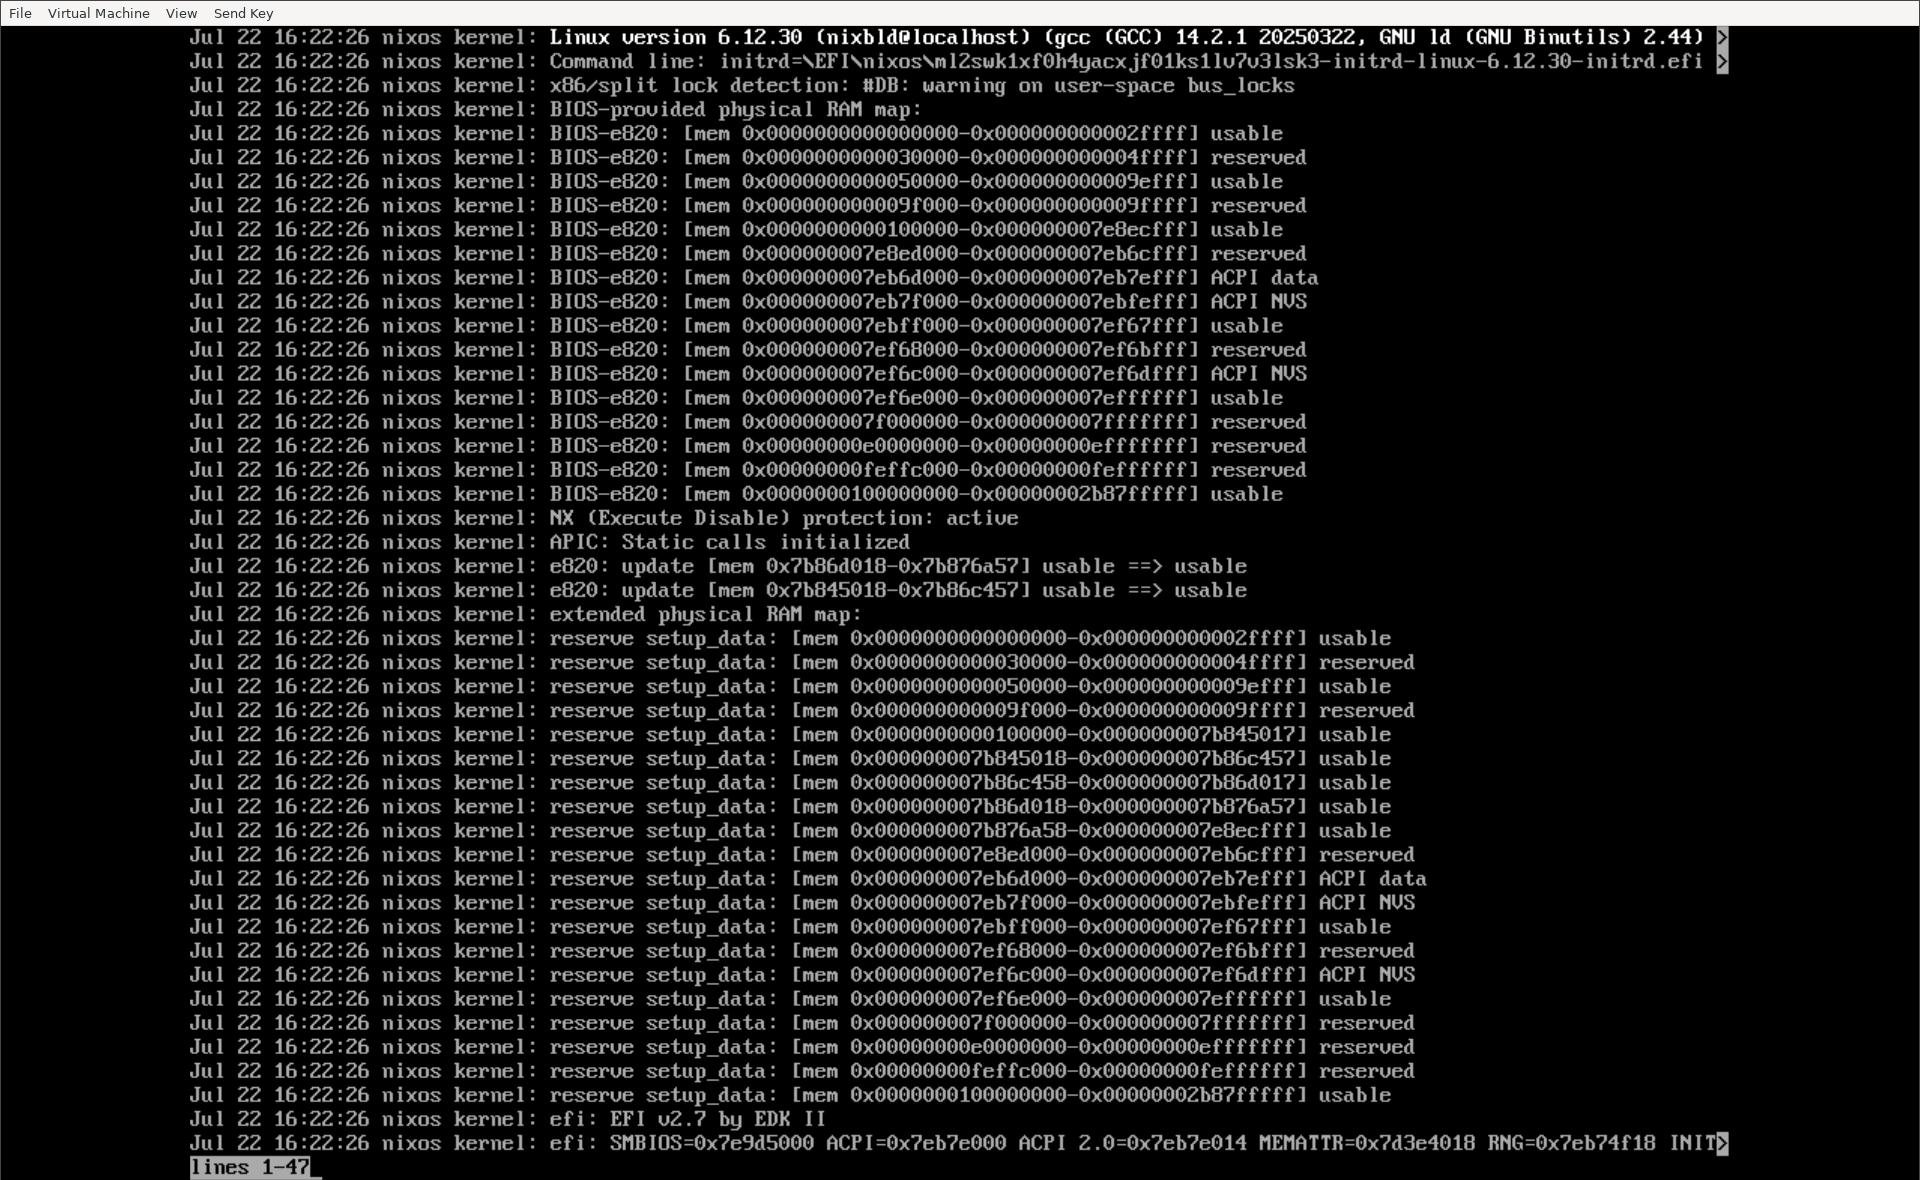 File Virtual Machine View Send Key
Jul 22 16:22:26 nixos kernel: Linux version 6.12.30 (nixbld@localhost) (gcc (GCC) 14.2.1 20250322, GNU ld (GNU Binutils) 2.44) >
Jul 22 16:22:26 nixos kernel: Command line: initrd=\EFI\nixos\ml2swk1xf0h4yacxjf01ks1lv7v3lsk3-initrd-linux-6.12.30-initrd.efi >
Jul 22 16:22:26 nixos kernel: x86/split lock detection: #DB: warning on user-space bus_locks
Jul 22 16:22:26 nixos kernel: BIOS-provided physical RAM map:
Jul 22 16:22:26 nixos kernel: BIOS-e820: [mem 0x0000000000000000-0x000000000002ffff] usable
Jul 22 16:22:26 nixos kernel: BIOS-e820: [mem 0x0000000000030000-0x000000000004ffff] reserved
Jul 22 16:22:26 nixos kernel: BIOS-e820: [mem 0x0000000000050000-0x000000000009efff] usable
Jul 22 16:22:26 nixos kernel: BIOS-e820: [mem 0x000000000009f000-0x000000000009ffff] reserved
Jul 22 16:22:26 nixos kernel: BIOS-e820: [mem 0x0000000000100000-0x000000007e8ecfff] usable
Jul 22 16:22:26 nixos kernel: BIOS-e820: [mem 0x000000007e8ed000-0x000000007eb6cfff] reserved
Jul 22 16:22:26 nixos kernel: BIOS-e820: [mem 0x000000007eb6d000-0x000000007eb7efff] ACPI data
Jul 22 16:22:26 nixos kernel: BIOS-e820: [mem 0x000000007eb7f000-0x000000007ebfefff] ACPI NVS
Jul 22 16:22:26 nixos kernel: BIOS-e820: [mem 0x000000007ebff000-0x000000007ef67fff] usable
Jul 22 16:22:26 nixos kernel: BIOS-e820: [mem 0x000000007ef68000-0x000000007ef6bfff] reserved
Jul 22 16:22:26 nixos kernel: BIOS-e820: [mem 0x000000007ef6c000-0x000000007ef6dfff] ACPI NVS
Jul 22 16:22:26 nixos kernel: BIOS-e820: [mem 0x000000007ef6e000-0x000000007effffff] usable
Jul 22 16:22:26 nixos kernel: BIOS-e820: [mem 0x000000007f000000-0x000000007fffffff] reserved
Jul 22 16:22:26 nixos kernel: BIOS-e820: [mem 0x00000000e0000000-0x00000000efffffff] reserved
Jul 22 16:22:26 nixos kernel: BIOS-e820: [mem 0x00000000feffc000-0x00000000feffffff] reserved
Jul 22 16:22:26 nixos kernel: BIOS-e820: [mem 0x0000000100000000-0x00000002b87fffff] usable
Jul 22 16:22:26 nixos kernel: NX (Execute Disable) protection: active
Jul 22 16:22:26 nixos kernel: APIC: Static calls initialized
Jul 22 16:22:26 nixos kernel: e820: update [mem 0x7b86d018-0x7b876a57] usable ==> usable
Jul 22 16:22:26 nixos kernel: e820: update [mem 0x7b845018-0x7b86c457] usable ==> usable
Jul 22 16:22:26 nixos kernel: extended physical RAM map:
Jul 22 16:22:26 nixos kernel: reserve setup_data: [mem 0x0000000000000000-0x000000000002ffff] usable
Jul 22 16:22:26 nixos kernel: reserve setup_data: [mem 0x0000000000030000-0x000000000004ffff] reserved
Jul 22 16:22:26 nixos kernel: reserve setup_data: [mem 0x0000000000050000-0x000000000009efff] usable
Jul 22 16:22:26 nixos kernel: reserve setup_data: [mem 0x000000000009f000-0x000000000009ffff] reserved
Jul 22 16:22:26 nixos kernel: reserve setup_data: [mem 0x0000000000100000-0x000000007b845017] usable
Jul 22 16:22:26 nixos kernel: reserve setup_data: [mem 0x000000007b845018-0x000000007b86c457] usable
Jul 22 16:22:26 nixos kernel: reserve setup_data: [mem 0x000000007b86c458-0x000000007b86d017] usable
Jul 22 16:22:26 nixos kernel: reserve setup_data: [mem 0x000000007b86d018-0x000000007b876a57] usable
Jul 22 16:22:26 nixos kernel: reserve setup_data: [mem 0x000000007b876a58-0x000000007e8ecfff] usable
Jul 22 16:22:26 nixos kernel: reserve setup_data: [mem 0x000000007e8ed000-0x000000007eb6cfff] reserved
Jul 22 16:22:26 nixos kernel: reserve setup_data: [mem 0x000000007eb6d000-0x000000007eb7efff] ACPI data
Jul 22 16:22:26 nixos kernel: reserve setup_data: [mem 0x000000007eb7f000-0x000000007ebfefff] ACPI NVS
Jul 22 16:22:26 nixos kernel: reserve setup_data: [mem 0x000000007ebff000-0x000000007ef67fff] usable
Jul 22 16:22:26 nixos kernel: reserve setup_data: [mem 0x000000007ef68000-0x000000007ef6bfff] reserved
Jul 22 16:22:26 nixos kernel: reserve setup_data: [mem 0x000000007ef6c000-0x000000007ef6dfff] ACPI NVS
Jul 22 16:22:26 nixos kernel: reserve setup_data: [mem 0x000000007ef6e000-0x000000007effffff] usable
Jul 22 16:22:26 nixos kernel: reserve setup_data: [mem 0x000000007f000000-0x000000007fffffff] reserved
Jul 22 16:22:26 nixos kernel: reserve setup_data: [mem 0x00000000e0000000-0x00000000efffffff] reserved
Jul 22 16:22:26 nixos kernel: reserve setup_data: [mem 0x00000000feffc000-0x00000000feffffff] reserved
Jul 22 16:22:26 nixos kernel: reserve setup_data: [mem 0x0000000100000000-0x00000002b87fffff] usable
Jul 22 16:22:26 nixos kernel: efi: EFI v2.7 by EDK II
Jul 22 16:22:26 nixos kernel: efi: SMBIOS=0x7e9d5000 ACPI=0x7eb7e000 ACPI 2.0=0x7eb7e014 MEMATTR=0x7d3e4018 RNG=0x7eb74f18 INIT>
lines 1-47